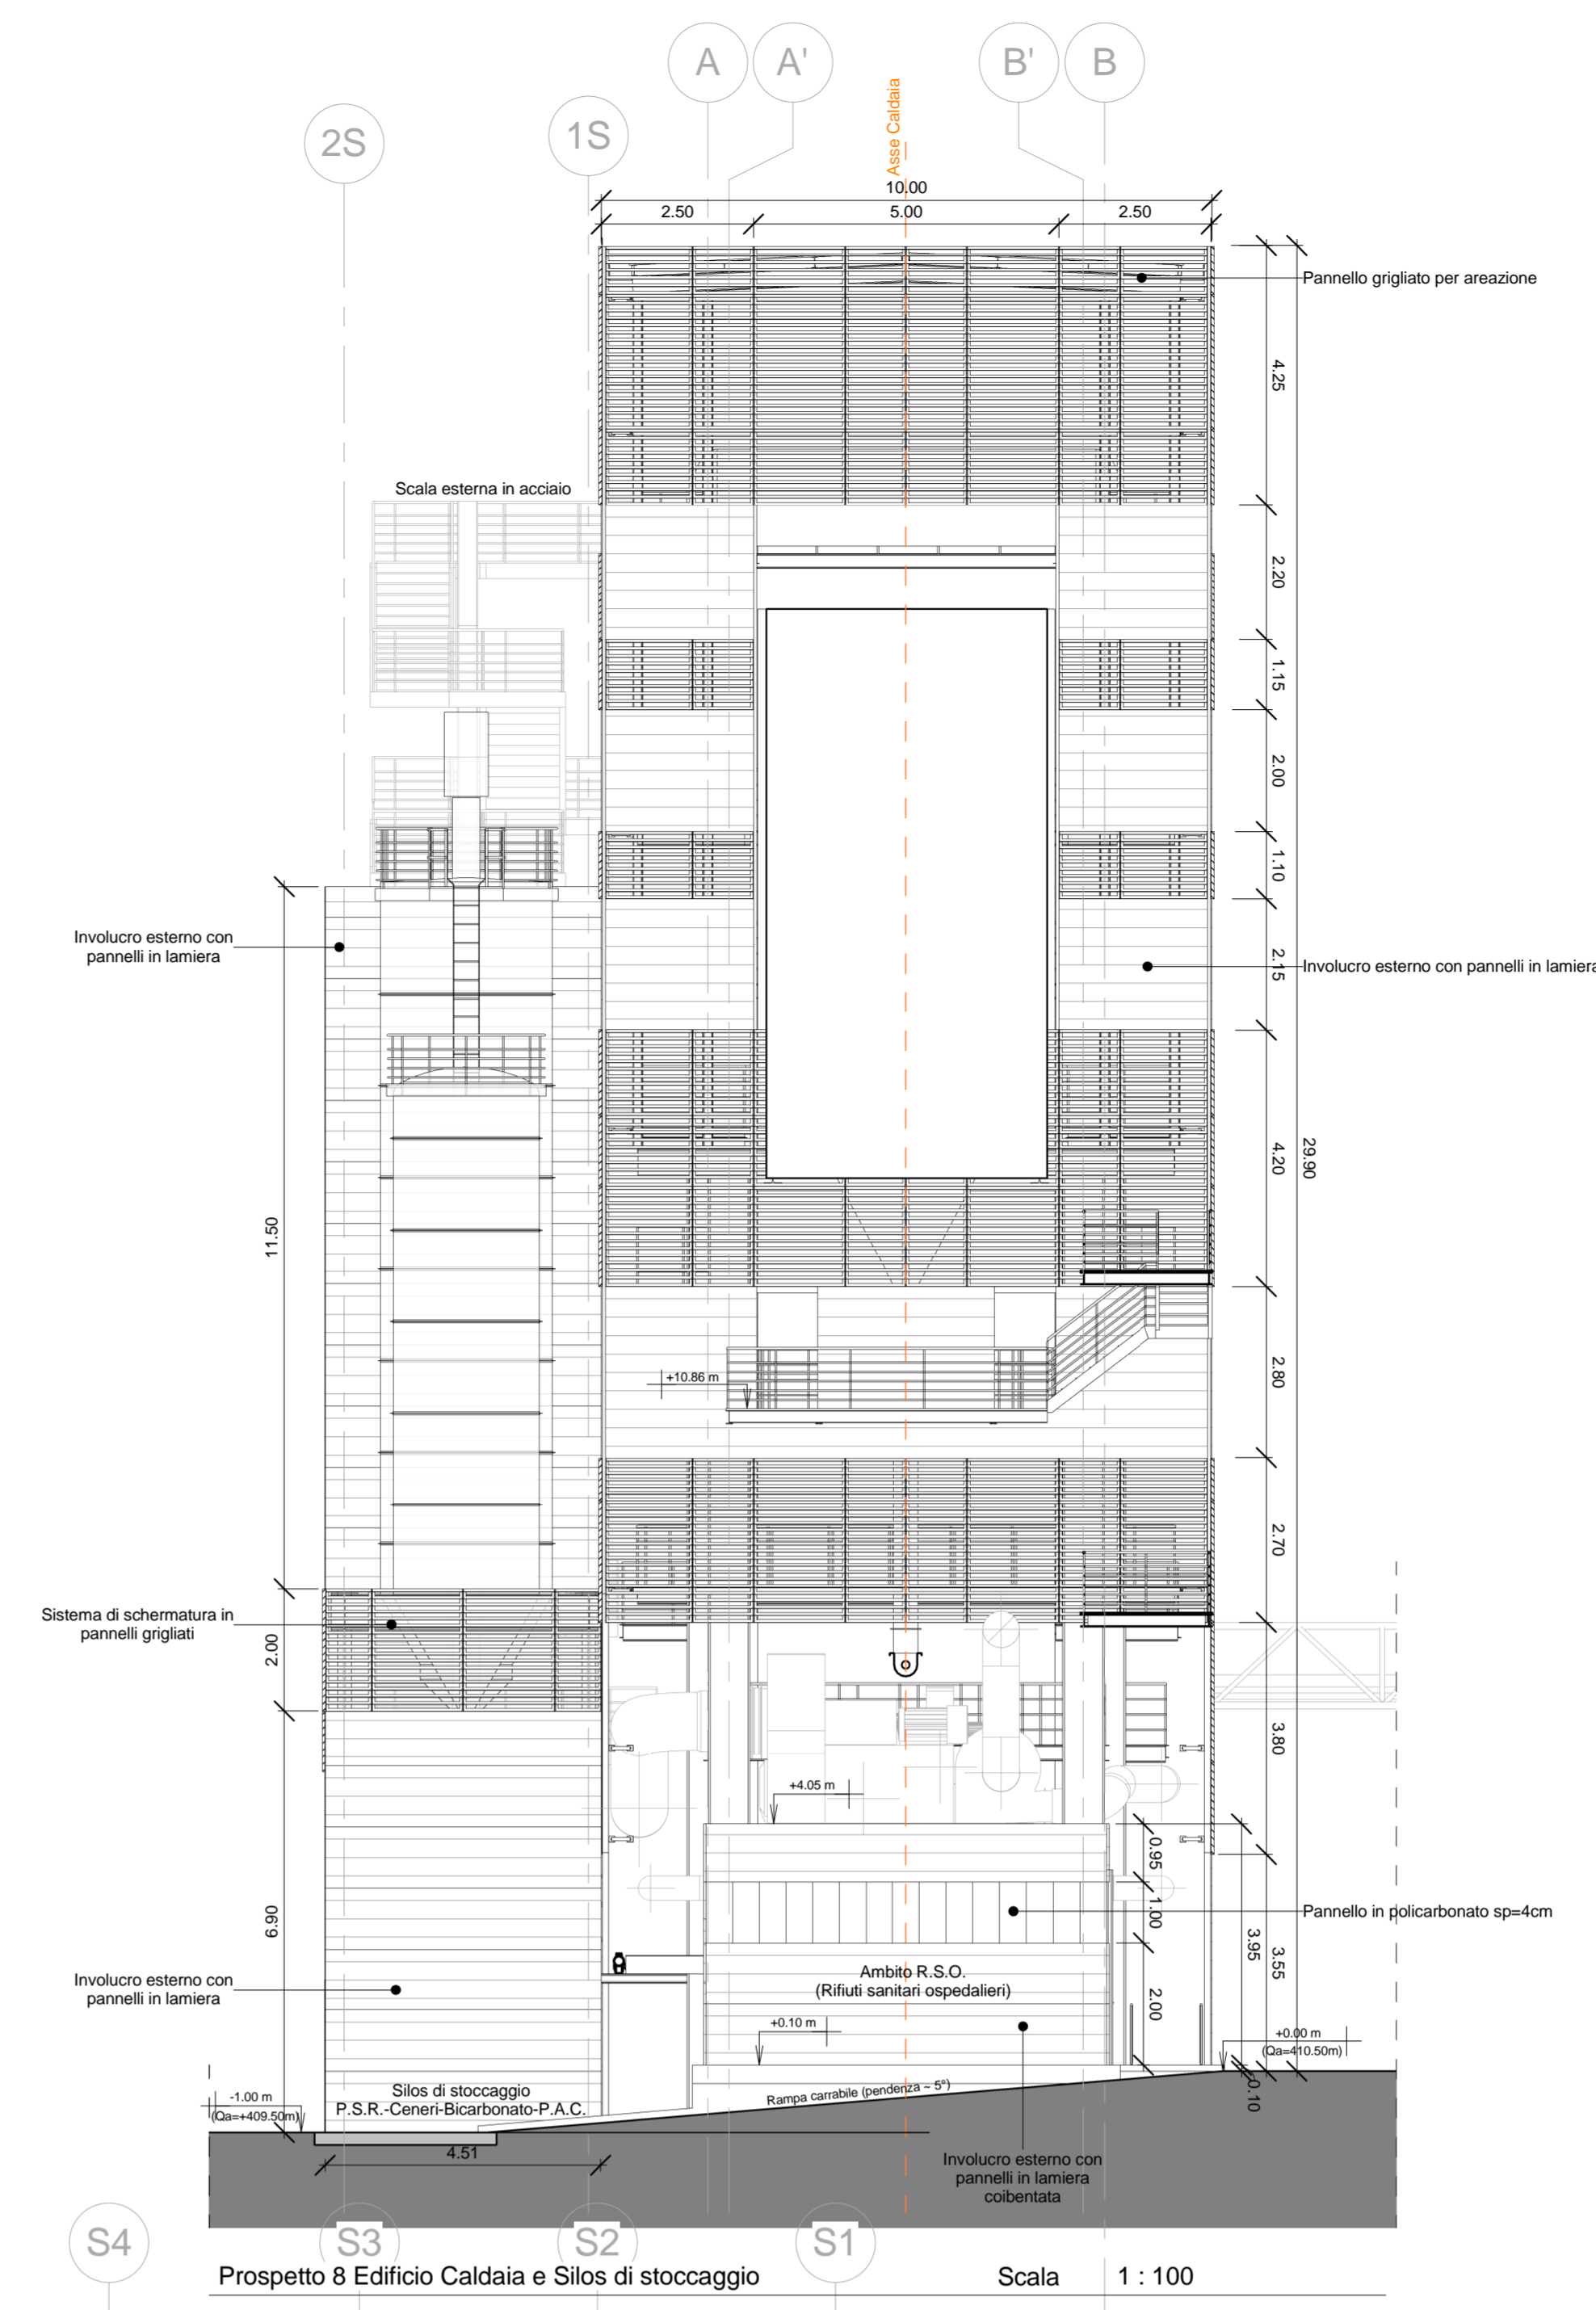 A
A'
B'
B
2S
1S
Asse Caldaia
10.00
2.50
5.00
2.50
Pannello grigliato per areazione
4.25
Scala esterna in acciaio
2.20
1.15
2.00
1.10
Involucro esterno con
pannelli in lamiera
2.15
Involucro esterno con pannelli in lamiera
4.20
29.90
11.50
2.80
+10.86 m
2.70
Sistema di schermatura in
pannelli grigliati
2.00
3.80
+4.05 m
0.95
1.00
Pannello in policarbonato sp=4cm
6.90
3.95
3.55
Ambito R.S.O.
(Rifiuti sanitari ospedalieri)
Involucro esterno con
pannelli in lamiera
2.00
+0.10 m
+0.00 m
(Qa=410.50m)
0.10
Rampa carrabile (pendenza ~ 5°)
Silos di stoccaggio
P.S.R.-Ceneri-Bicarbonato-P.A.C.
-1.00 m
(Qa=+409.50m)
4.51
Involucro esterno con
pannelli in lamiera
coibentata
S4
S3
S2
S1
Prospetto 8 Edificio Caldaia e Silos di stoccaggio
Scala 1 : 100